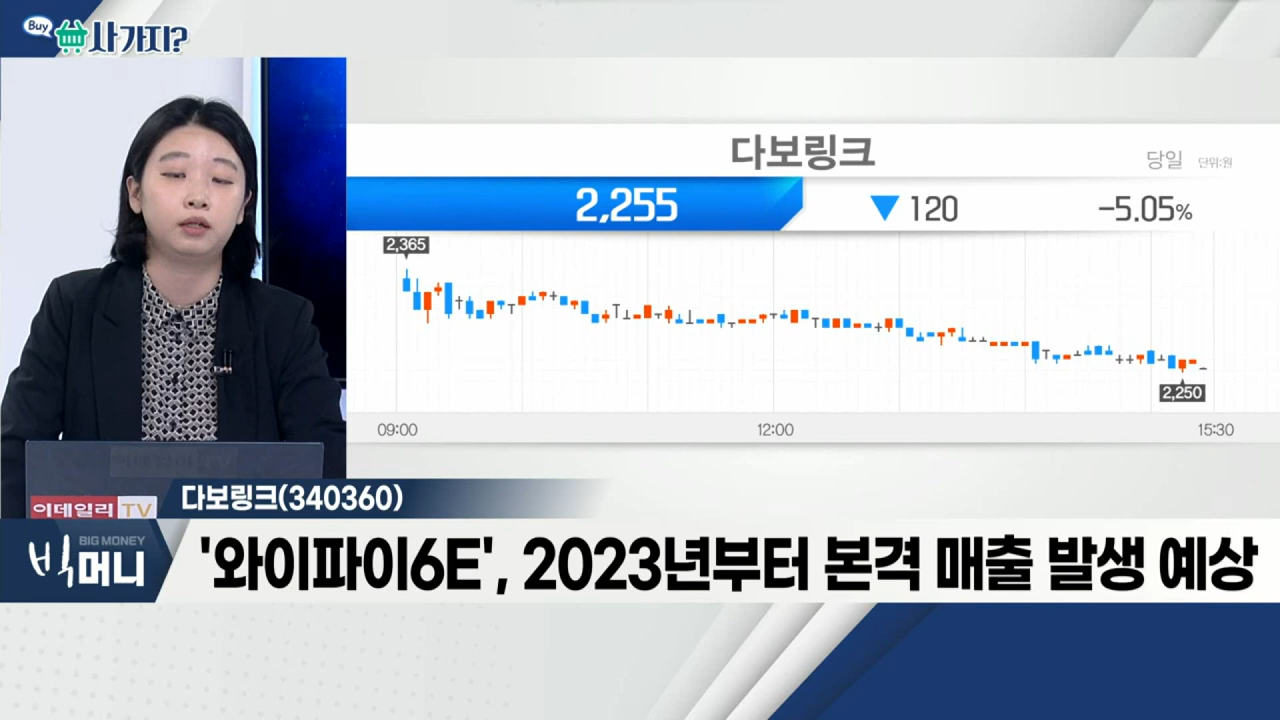 Buy
사가지?
다보링크
당일 단위:원
2,255 ▼ 120 -5.05%
2,365
2,250
09:00 12:00 15:30
이데일리 TV
다보링크(340360)
BIG MONEY
빅머니
'와이파이6E', 2023년부터 본격 매출 발생 예상